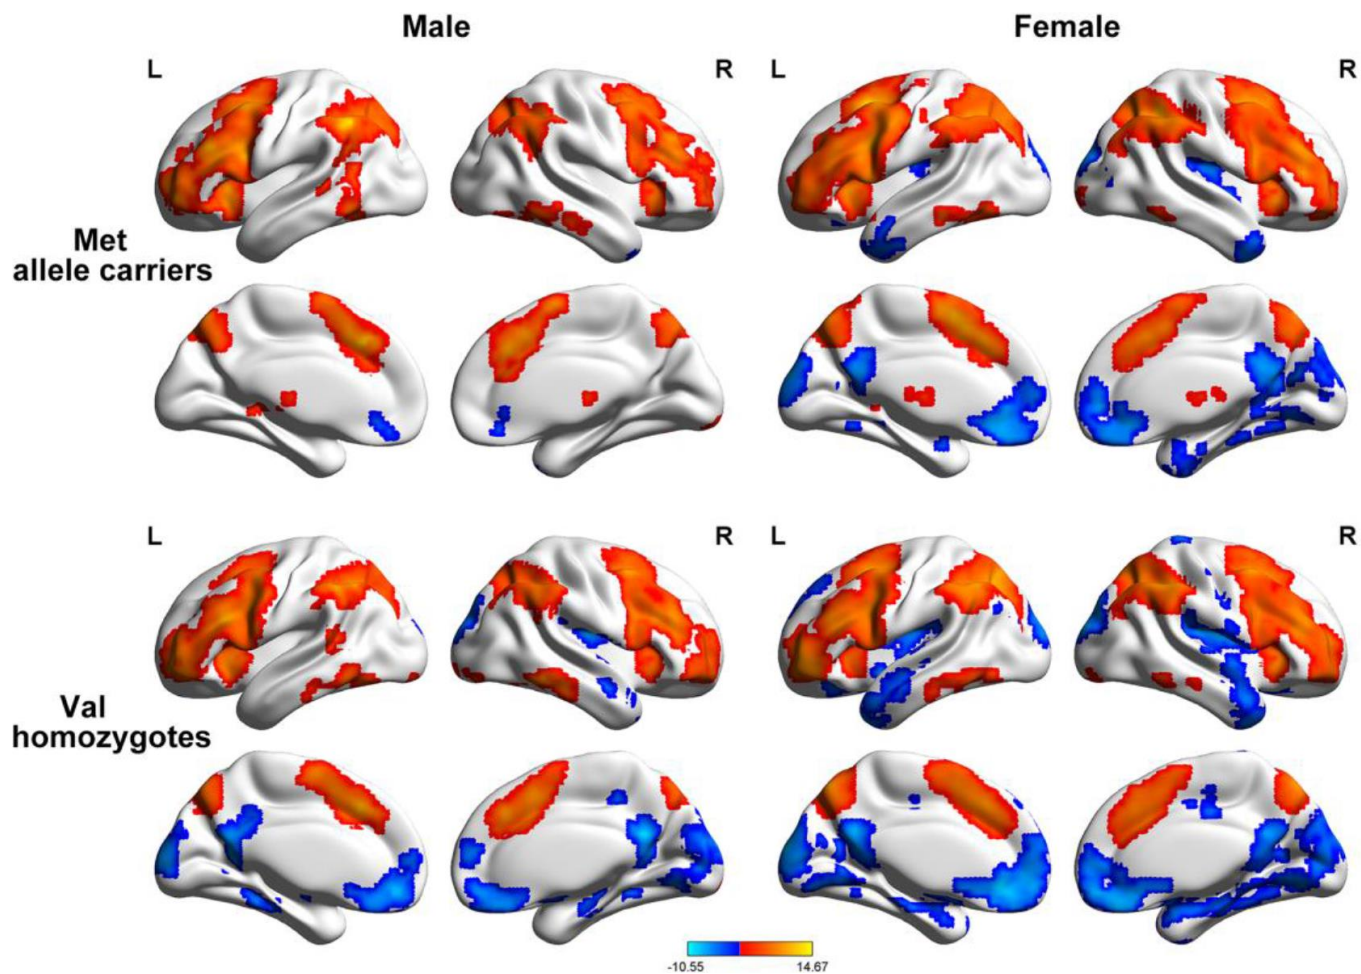 Male
Female
L
R
L
R
Met
allele carriers
L
R
L
R
Val
homozygotes
-10.55
14.67